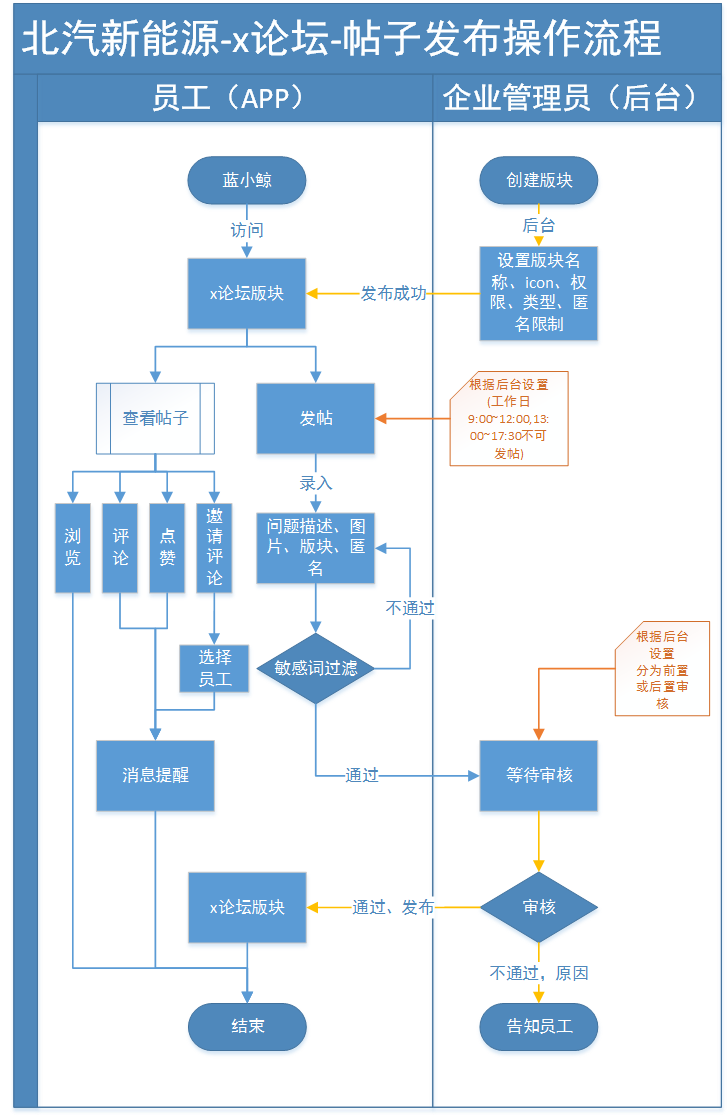 北汽新能源-x论坛-帖子发布操作流程
员工（APP）
企业管理员（后台）
蓝小鲸
创建版块
访问
后台
x论坛版块
发布成功
设置版块名
称、icon、权
限、类型、匿
名限制
查看帖子
发帖
根据后台设置
(工作日
9:00~12:00,13:
00~17:30不可
发帖)
录入
浏
览
评
论
点
赞
邀
请
评
论
问题描述、图
片、版块、匿
名
不通过
选择
员工
敏感词过滤
根据后台
设置
分为前置
或后置审
核
消息提醒
通过
等待审核
x论坛版块
通过、发布
审核
不通过，原因
结束
告知员工